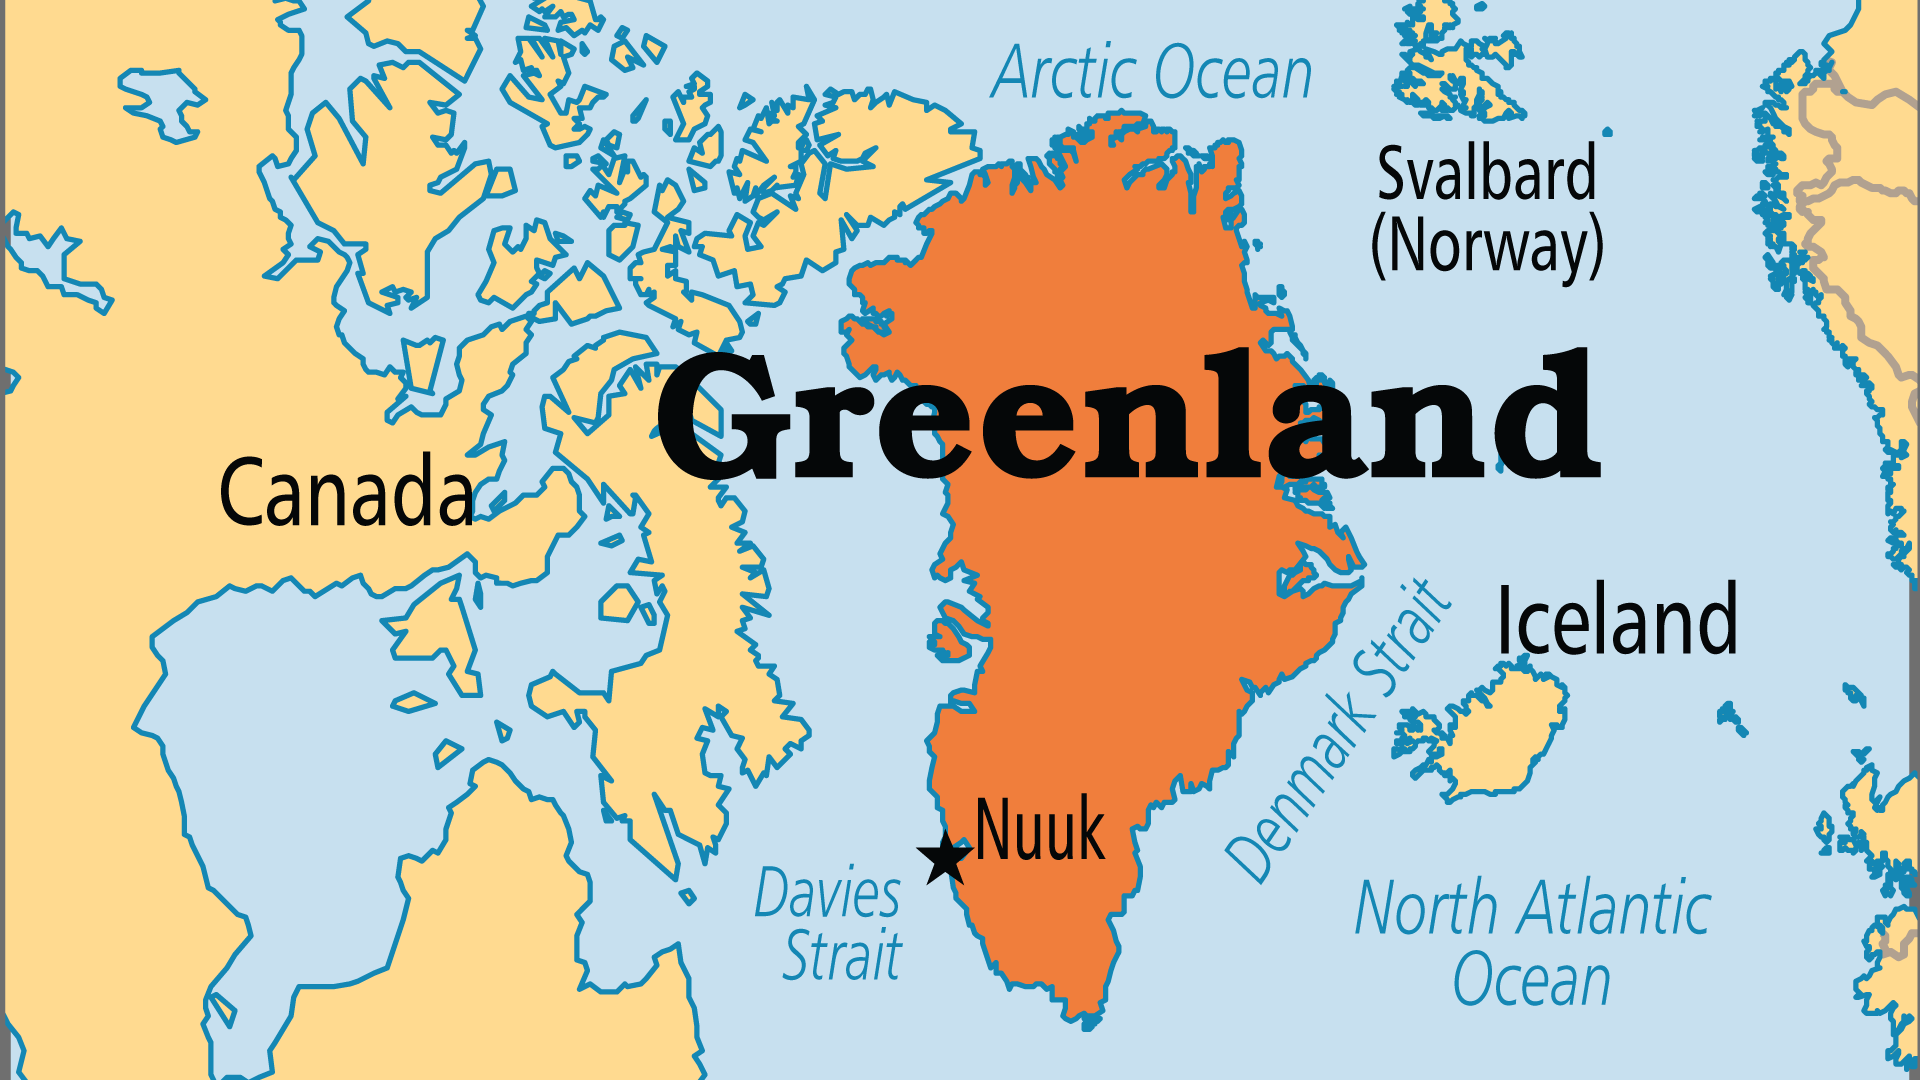 Arctic Ocean
Svalbard
(Norway)
Greenland
Canada
Iceland
Denmark Strait
Nuuk
Davies
Strait
North Atlantic
Ocean